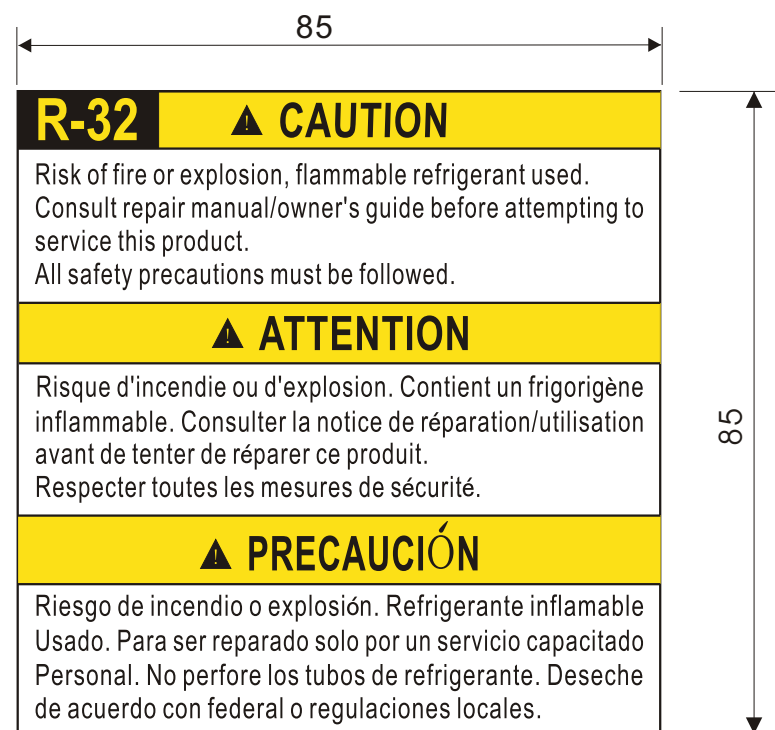 85
R-32 CAUTION
Risk of fire or explosion, flammable refrigerant used.
Consult repair manual/owner's guide before attempting to
service this product.
All safety precautions must be followed.
ATTENTION
Risque d'incendie ou d'explosion. Contient un frigorigène
inflammable. Consulter la notice de réparation/utilisation
avant de tenter de réparer ce produit.
Respecter toutes les mesures de sécurité.
85
PRECAUCIÓN
Riesgo de incendio o explosión. Refrigerante inflamable
Usado. Para ser reparado solo por un servicio capacitado
Personal. No perfore los tubos de refrigerante. Deseche
de acuerdo con federal o regulaciones locales.